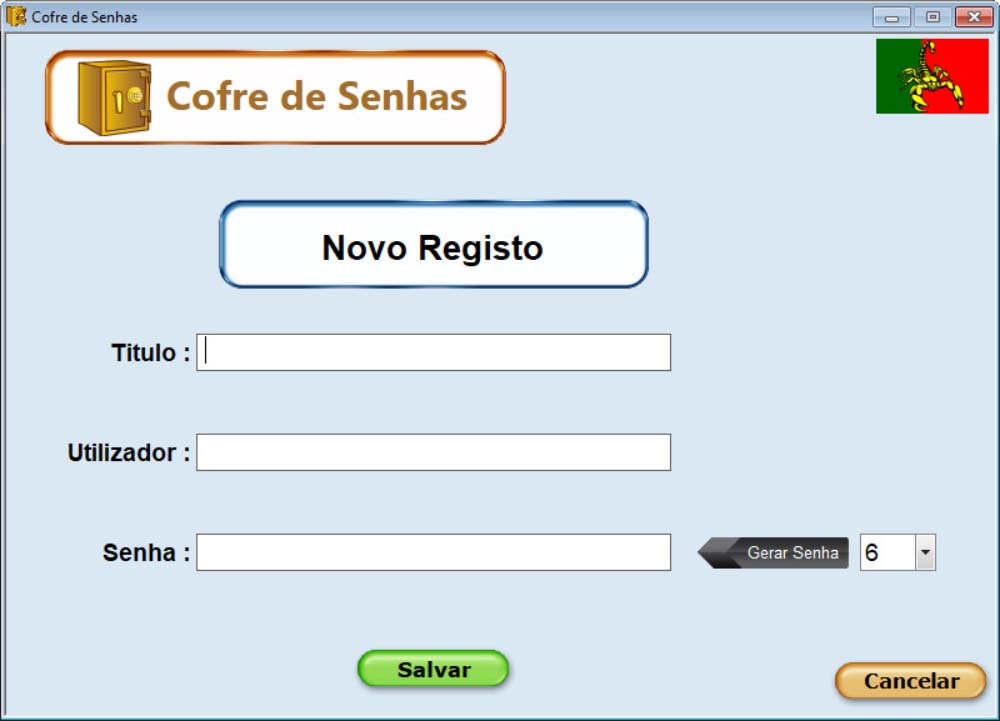 Cofre de Senhas
Cofre de Senhas
Novo Registo
Titulo :
Utilizador :
Senha :
Gerar Senha
6
Salvar
Cancelar